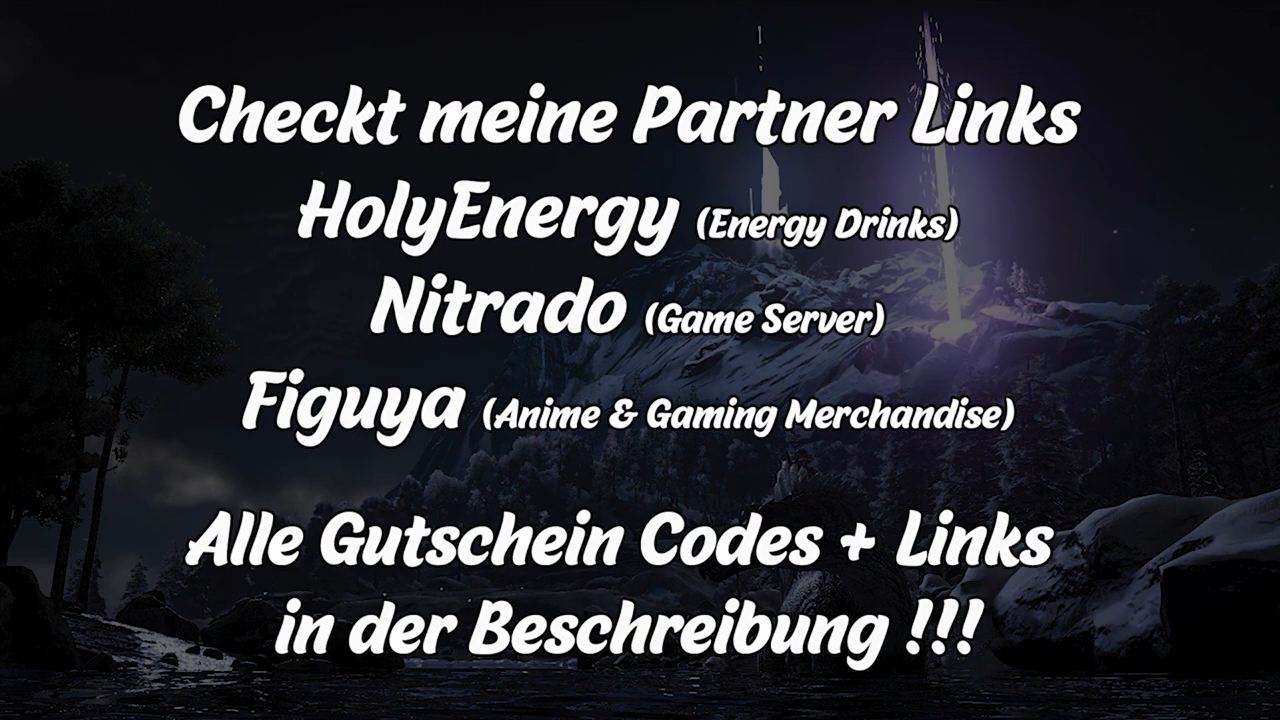 Checkt meine Partner Links
HolyEnergy (Energy Drinks)
Nitrado (Game Server)
Figuya (Anime & Gaming Merchandise)
Alle Gutschein Codes + Links
in der Beschreibung !!!